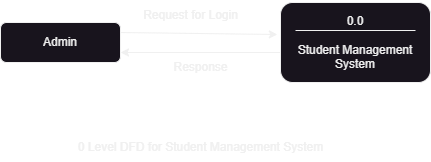 Request for Login
0.0
Admin
Student Management
System
Response
0 Level DFD for Student Management System